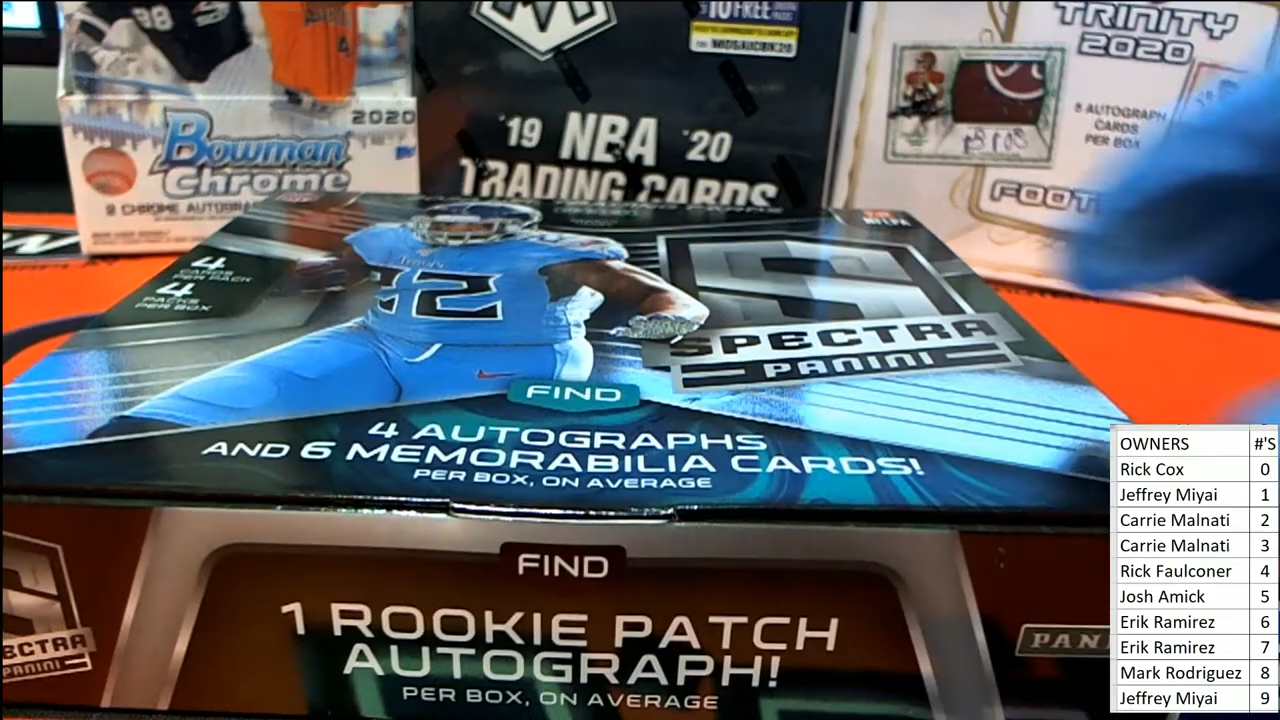 2020
Bowman
Chrome
10 FREE
'19 NBA '20
TRADING CARDS
TRINITY
2020
8 AUTOGRAPH
CARDS
PER BOX
4
CARDS
PER PACK
4
PACKS
PER BOX
NFLPA
SPECTRA
PANINI
FIND
4 AUTOGRAPHS
AND 6 MEMORABILIA CARDS!
PER BOX, ON AVERAGE
FIND
1 ROOKIE PATCH
AUTOGRAPH!
PER BOX, ON AVERAGE
PANINI
OWNERS #'S
Rick Cox 0
Jeffrey Miyai 1
Carrie Malnati 2
Carrie Malnati 3
Rick Faulconer 4
Josh Amick 5
Erik Ramirez 6
Erik Ramirez 7
Mark Rodriguez 8
Jeffrey Miyai 9